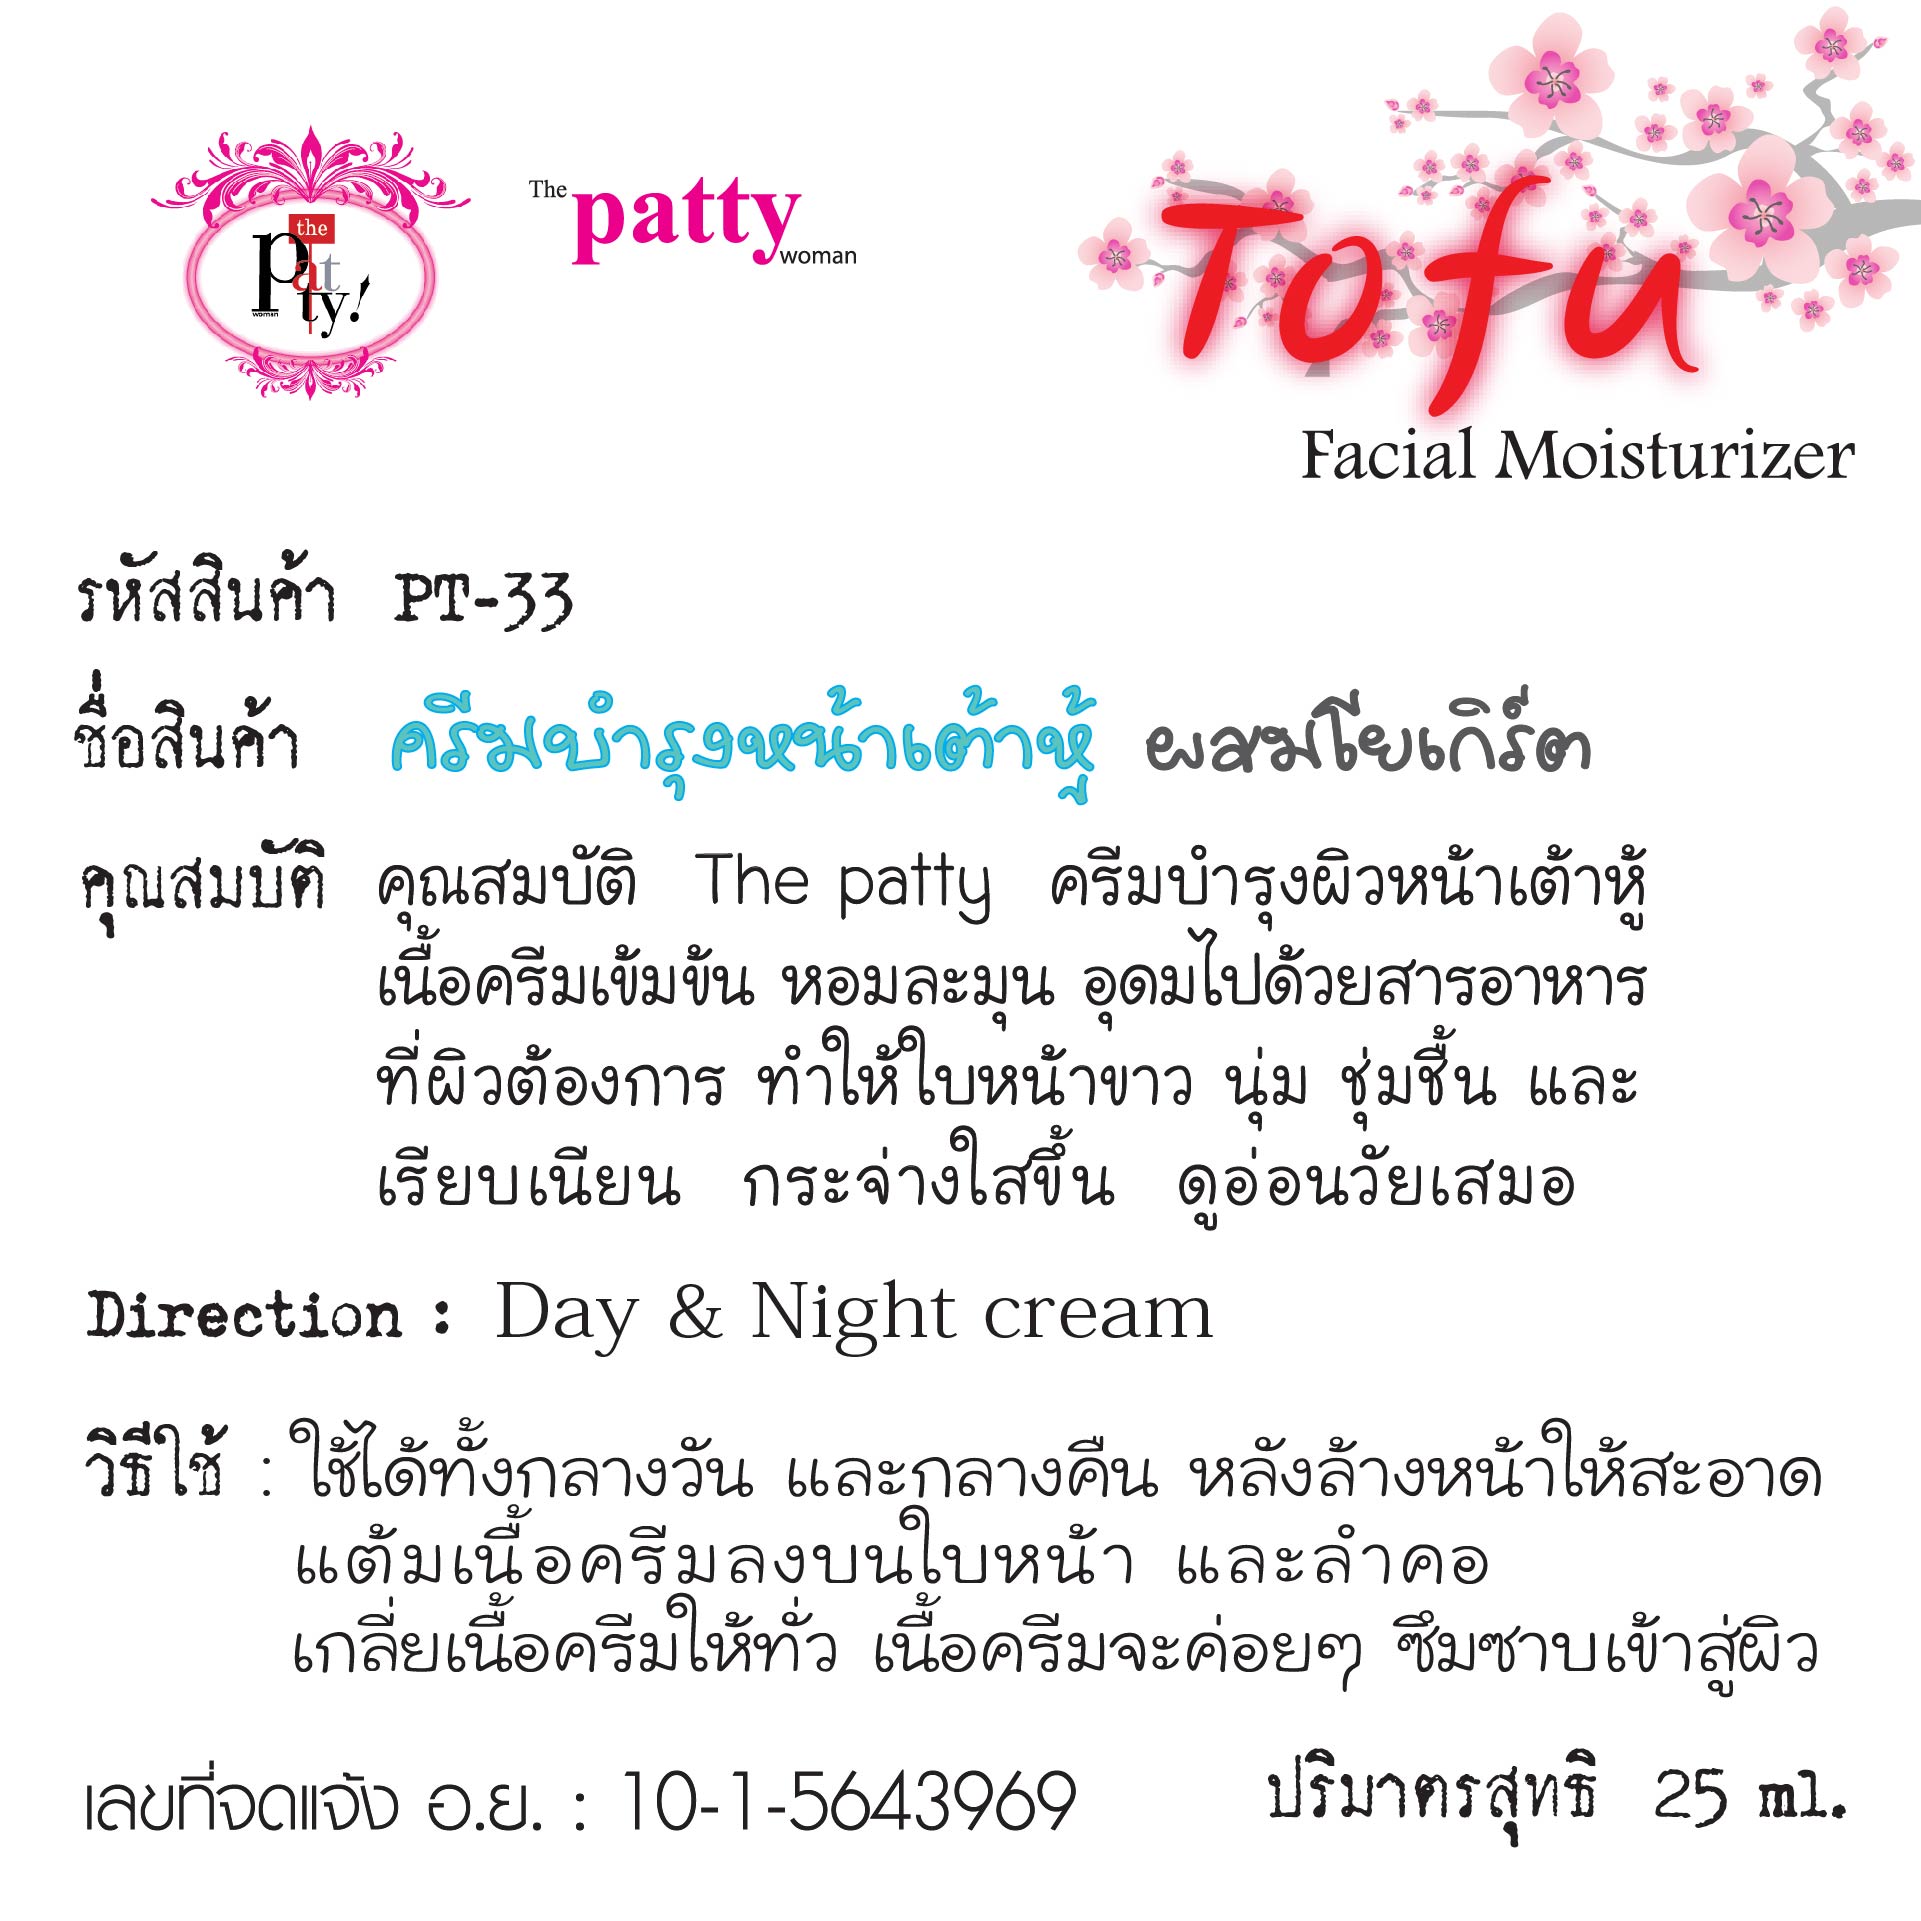 the patty! woman
The patty woman
Tofu
Facial Moisturizer
รหัสสินค้า PT-33
ชื่อสินค้า ครีมบำรุงหน้าเต้าหู้ ผสมโยเกิร์ต
คุณสมบัติ คุณสมบัติ The patty ครีมบำรุงผิวหน้าเต้าหู้
เนื้อครีมเข้มข้น หอมละมุน อุดมไปด้วยสารอาหาร
ที่ผิวต้องการ ทำให้ใบหน้าขาว นุ่ม ชุ่มชื้น และ
เรียบเนียน กระจ่างใสขึ้น ดูอ่อนวัยเสมอ
Direction : Day & Night cream
วิธีใช้ : ใช้ได้ทั้งกลางวัน และกลางคืน หลังล้างหน้าให้สะอาด
แต้มเนื้อครีมลงบนใบหน้า และลำคอ
เกลี่ยเนื้อครีมให้ทั่ว เนื้อครีมจะค่อยๆ ซึมซาบเข้าสู่ผิว
เลขที่จดแจ้ง อ.ย. : 10-1-5643969 ปริมาตรสุทธิ 25 ml.